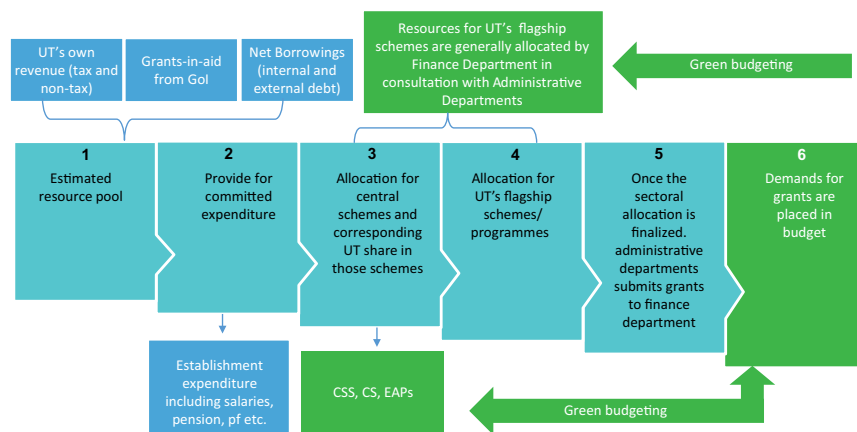 UT's own
revenue (tax and
non-tax)
Grants-in-aid
from GoI
Net Borrowings
(internal and
external debt)
Resources for UT's flagship
schemes are generally allocated by
Finance Department in
consultation with Administrative
Departments
Green budgeting
1
Estimated
resource pool
2
Provide for
committed
expenditure
3
Allocation for
central
schemes and
corresponding
UT share in
those schemes
4
Allocation for
UT's flagship
schemes/
programmes
5
Once the
sectoral
allocation is
finalized.
administrative
departments
submits grants
to finance
department
6
Demands for
grants are
placed in
budget
Establishment
expenditure
including salaries,
pension, pf etc.
CSS, CS, EAPs
Green budgeting